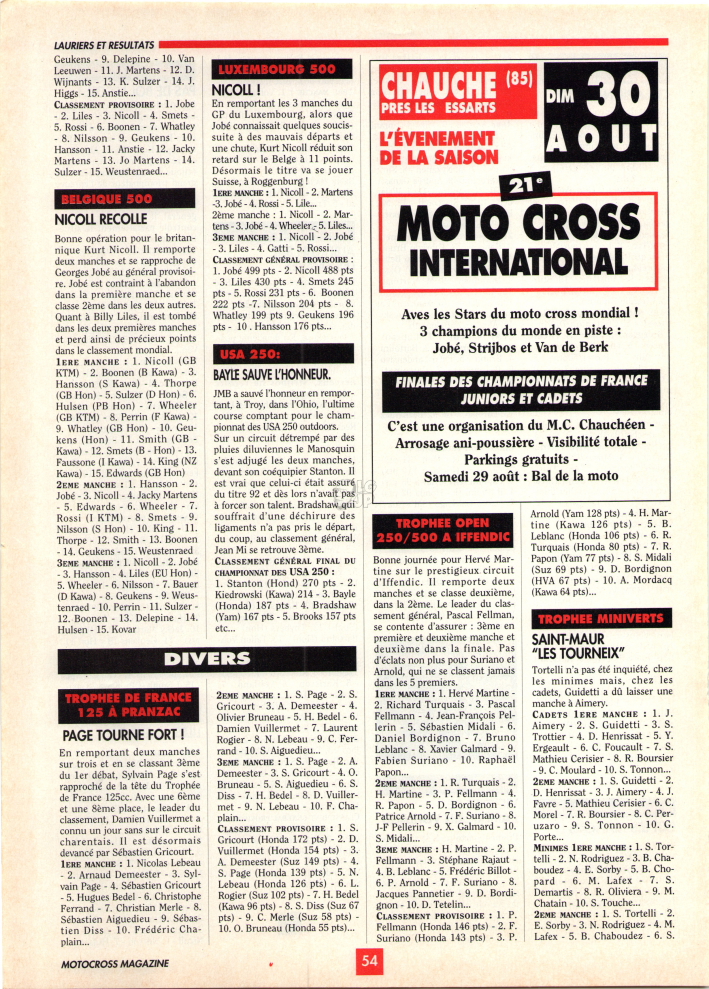 LAURIERS ET RESULTATS
Geukens - 9. Delepine - 10. Van
Leeuwen - 11. J. Martens - 12. D.
Wijnants - 13. K. Sulzer - 14. J.
Higgs - 15. Anstie...
CLASSEMENT PROVISOIRE : 1. Jobe
- 2. Liles - 3. Nicoll - 4. Smets -
5. Rossi - 6. Boonen - 7. Whatley
- 8. Nilsson - 9. Geukens - 10.
Hansson - 11. Anstie - 12. Jacky
Martens - 13. Jo Martens - 14.
Sulzer - 15. Weustenraed...
BELGIQUE 500
NICOLL RECOLLE
Bonne opération pour le britan-
nique Kurt Nicoll. Il remporte
deux manches et se rapproche de
Georges Jobé au général provisoi-
re. Jobé est contraint à l'abandon
dans la première manche et se
classe 2ème dans les deux autres.
Quant à Billy Liles, il est tombé
dans les deux premières manches
et perd ainsi de précieux points
dans le classement mondial.
1ERE MANCHE : 1. Nicoll (GB
KTM) - 2. Boonen (B Kawa) - 3.
Hansson (S Kawa) - 4. Thorpe
(GB Hon) - 5. Sulzer (D Hon) - 6.
Hulsen (PB Hon) - 7. Wheeler
(GB KTM) - 8. Perrin (F Kawa) -
9. Whatley (GB Hon) - 10. Geu-
kens (Hon) - 11. Smith (GB -
Kawa) - 12. Smets (B - Hon) - 13.
Faussone (I Kawa) - 14. King (NZ
Kawa) - 15. Edwards (GB Hon)
2EME MANCHE : 1. Hansson - 2.
Jobé - 3. Nicoll - 4. Jacky Martens
- 5. Edwards - 6. Wheeler - 7.
Rossi (I KTM) - 8. Smets - 9.
Nilsson (S Hon) - 10. King - 11.
Thorpe - 12. Smith - 13. Boonen
- 14. Geukens - 15. Weustenraed
3EME MANCHE : 1. Nicoll - 2. Jobé
- 3. Hansson - 4. Liles (EU Hon) -
5. Wheeler - 6. Nilsson - 7. Bauer
(D Kawa) - 8. Geukens - 9. Weus-
tenraed - 10. Perrin - 11. Sulzer -
12. Boonen - 13. Delepine - 14.
Hulsen - 15. Kovar
LUXEMBOURG 500
NICOLL !
En remportant les 3 manches du
GP du Luxembourg, alors que
Jobé connaissait quelques soucis-
suite à des mauvais départs et
une chute, Kurt Nicoll réduit son
retard sur le Belge à 11 points.
Désormais le titre va se jouer
Suisse, à Roggenburg !
1ERE MANCHE : 1. Nicoll - 2. Martens
-3. Jobé - 4. Rossi - 5. Lile...
2ème manche : 1. Nicoll - 2. Mar-
tens - 3. Jobé - 4. Wheeler - 5. Liles...
3EME MANCHE : 1. Nicoll - 2. Jobé
- 3. Liles - 4. Gatti - 5. Rossi...
CLASSEMENT GÉNÉRAL PROVISOIRE :
1. Jobé 499 pts - 2. Nicoll 488 pts
- 3. Liles 430 pts - 4. Smets 245
pts - 5. Rossi 231 pts - 6. Boonen
222 pts -7. Nilsson 204 pts - 8.
Whatley 199 pts 9. Geukens 196
pts - 10 . Hansson 176 pts...
USA 250:
BAYLE SAUVE L'HONNEUR.
JMB a sauvé l'honneur en rempor-
tant, à Troy, dans l'Ohio, l'ultime
course comptant pour le cham-
pionnat des USA 250 outdoors.
Sur un circuit détrempé par des
pluies diluviennes le Manosquin
s'est adjugé les deux manches,
devant son coéquipier Stanton. Il
est vrai que celui-ci était assuré
du titre 92 et dès lors n'avait pas
à forcer son talent. Bradshaw qui
souffrait d'une déchirure des
ligaments n'a pas pris le départ,
du coup, au classement général,
Jean Mi se retrouve 3ème.
CLASSEMENT GÉNÉRAL FINAL DU
CHAMPIONNAT DES USA 250 :
1. Stanton (Hond) 270 pts - 2.
Kiedrowski (Kawa) 214 - 3. Bayle
(Honda) 187 pts - 4. Bradshaw
(Yam) 167 pts - 5. Brooks 157 pts
etc...
CHAUCHE (85)
PRES LES ESSARTS
DIM 30
AOUT
L'ÉVENEMENT
DE LA SAISON
21e
MOTO CROSS
INTERNATIONAL
Aves les Stars du moto cross mondial !
3 champions du monde en piste :
Jobé, Strijbos et Van de Berk
FINALES DES CHAMPIONNATS DE FRANCE
JUNIORS ET CADETS
C'est une organisation du M.C. Chauchéen -
Arrosage ani-poussière - Visibilité totale -
Parkings gratuits -
Samedi 29 août : Bal de la moto
DIVERS
TROPHEE DE FRANCE
125 À PRANZAC
PAGE TOURNE FORT !
En remportant deux manches
sur trois et en se classant 3ème
du 1er débat, Sylvain Page s'est
rapproché de la tête du Trophée
de France 125cc. Avec une 6ème
et une 8ème place, le leader du
classement, Damien Vuillermet a
connu un jour sans sur le circuit
charentais. Il est désormais
devancé par Sébastien Gricourt.
1ERE MANCHE : 1. Nicolas Lebeau
- 2. Arnaud Demeester - 3. Syl-
vain Page - 4. Sébastien Gricourt
- 5. Hugues Bedel - 6. Christophe
Ferrand - 7. Christian Merle - 8.
Sébastien Aiguedieu - 9. Sébas-
tien Diss - 10. Frédéric Cha-
plain...
2EME MANCHE : 1. S. Page - 2. S.
Gricourt - 3. A. Demeester - 4.
Olivier Bruneau - 5. H. Bedel - 6.
Damien Vuillermet - 7. Laurent
Rogier - 8. N. Lebeau - 9. C. Fer-
rand - 10. S. Aiguedieu...
3EME MANCHE : 1. S. Page - 2. A.
Demeester - 3. S. Gricourt - 4. O.
Bruneau - 5. S. Aiguedieu - 6. S.
Diss - 7. H. Bedel - 8. D. Vuiller-
met - 9. N. Lebeau - 10. F. Cha-
plain...
CLASSEMENT PROVISOIRE : 1. S.
Gricourt (Honda 172 pts) - 2. D.
Vuillermet (Honda 154 pts) - 3.
A. Demeester (Suz 149 pts) - 4.
S. Page (Honda 139 pts) - 5. N.
Lebeau (Honda 126 pts) - 6. L.
Rogier (Suz 102 pts) - 7. H. Bedel
(Kawa 96 pts) - 8. S. Diss (Suz 67
pts) - 9. C. Merle (Suz 58 pts) -
10. O. Bruneau (Honda 55 pts)...
TROPHEE OPEN
250/500 A IFFENDIC
Bonne journée pour Hervé Mar-
tine sur le prestigieux circuit
d'Iffendic. Il remporte deux
manches et se classe deuxième,
dans la 2ème. Le leader du clas-
sement général, Pascal Fellman,
se contente d'assurer : 3ème en
première et deuxième manche et
deuxième dans la finale. Pas
d'éclats non plus pour Suriano et
Arnold, qui ne se classent jamais
dans les 5 premiers.
1ERE MANCHE : 1. Hervé Martine -
2. Richard Turquais - 3. Pascal
Fellmann - 4. Jean-François Pel-
lerin - 5. Sébastien Midali - 6.
Daniel Bordignon - 7. Bruno
Leblanc - 8. Xavier Galmard - 9.
Fabien Suriano - 10. Raphaël
Papon...
2EME MANCHE : 1. R. Turquais - 2.
H. Martine - 3. P. Fellmann - 4.
R. Papon - 5. D. Bordignon - 6.
Patrice Arnold - 7. F. Suriano - 8.
J-F Pellerin - 9. X. Galmard - 10.
S. Midali...
3EME MANCHE : H. Martine - 2. P.
Fellmann - 3. Stéphane Rajaut -
4. B. Leblanc - 5. Frédéric Billot -
6. P. Arnold - 7. F. Suriano - 8.
Jacques Pannetier - 9. D. Bordi-
gnon - 10. D. Tetelin...
CLASSEMENT PROVISOIRE : 1. P.
Fellmann (Honda 146 pts) - 2. F.
Suriano (Honda 143 pts) - 3. P.
Arnold (Yam 128 pts) - 4. H. Mar-
tine (Kawa 126 pts) - 5. B.
Leblanc (Honda 106 pts) - 6. R.
Turquais (Honda 80 pts) - 7. R.
Papon (Yam 77 pts) - 8. S. Midali
(Suz 69 pts) - 9. D. Bordignon
(HVA 67 pts) - 10. A. Mordacq
(Kawa 64 pts)...
TROPHEE MINIVERTS
SAINT-MAUR
"LES TOURNEIX"
Tortelli n'a pas été inquiété, chez
les minimes mais, chez les
cadets, Guidetti a dû laisser une
manche à Aimery.
CADETS 1ERE MANCHE : 1. J.
Aimery - 2. S. Guidetti - 3. S.
Trottier - 4. D. Henrissat - 5. Y.
Ergeault - 6. C. Foucault - 7. S.
Mathieu Cerisier - 8. R. Boursier
- 9. C. Moulard - 10. S. Tonnon...
2EME MANCHE : 1. S. Guidetti - 2.
D. Henrissat - 3. J. Aimery - 4. J.
Favre - 5. Mathieu Cerisier - 6. C.
Morel - 7. R. Boursier - 8. C. Per-
uzaro - 9. S. Tonnon - 10. G.
Porte...
MINIMES 1ERE MANCHE : 1. S. Tor-
telli - 2. N. Rodriguez - 3. B. Cha-
boudez - 4. E. Sorby - 5. B. Cho-
pard - 6. M. Lafex - 7. S.
Demartis - 8. R. Oliviera - 9. M.
Chatain - 10. S. Touche...
2EME MANCHE : 1. S. Tortelli - 2.
E. Sorby - 3. N. Rodriguez - 4. M.
Lafex - 5. B. Chaboudez - 6. S.
MOTOCROSS MAGAZINE
54